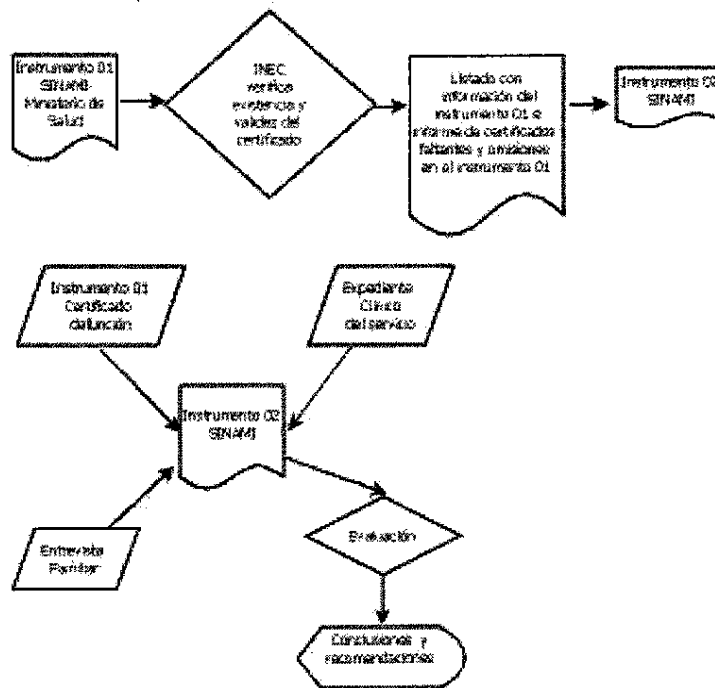 Instrumento 01
SINAMI-
Ministerio de
Salud
INEC
verifica
existencia y
validez del
certificado
Listado con
información del
instrumento 01 e
informe de certificados
faltantes y omisiones
en el instrumento 01
Instrumento 02
SINAMI
Instrumento 01
Certificado
defunción
Expediente
Clínico
del servicio
Instrumento 02
SINAMI
Entrevista
Familiar
Evaluación
Conclusiones y
recomendaciones